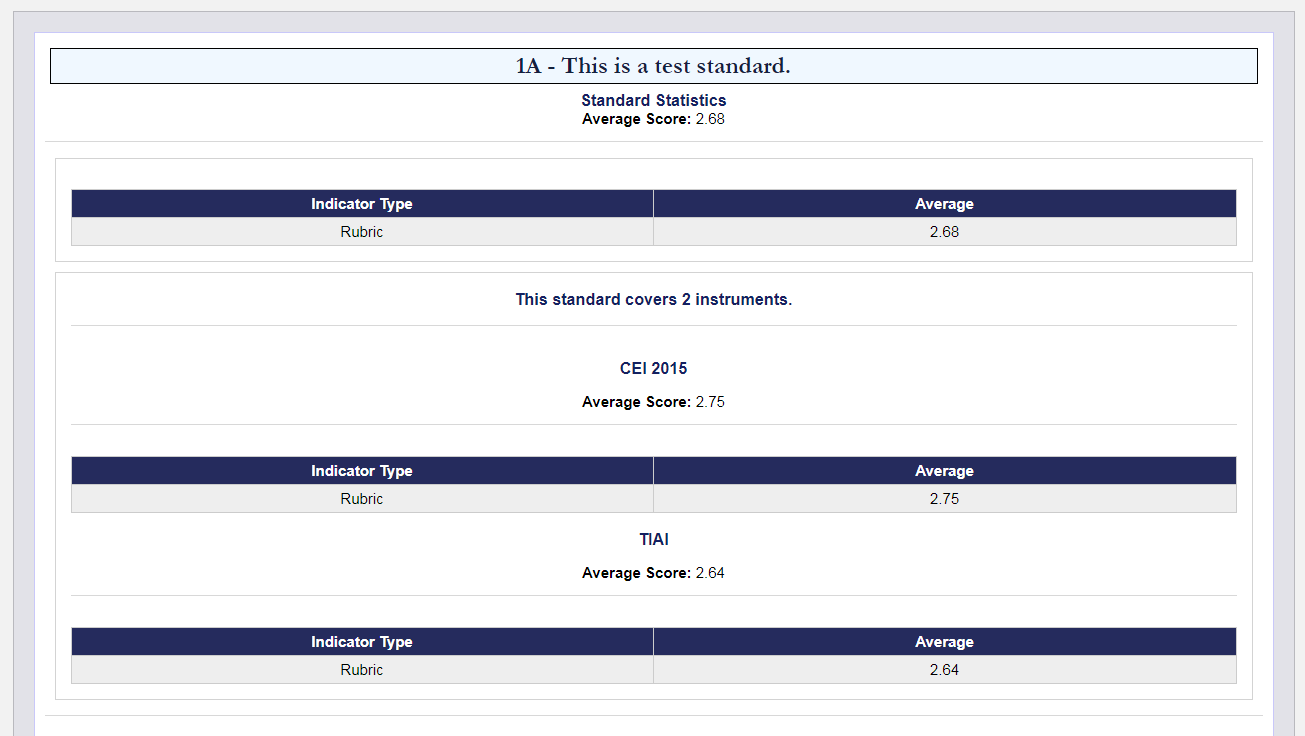 1A - This is a test standard.
Standard Statistics
Average Score: 2.68
Indicator Type Average
Rubric 2.68
This standard covers 2 instruments.
CEI 2015
Average Score: 2.75
Indicator Type Average
Rubric 2.75
TIAI
Average Score: 2.64
Indicator Type Average
Rubric 2.64